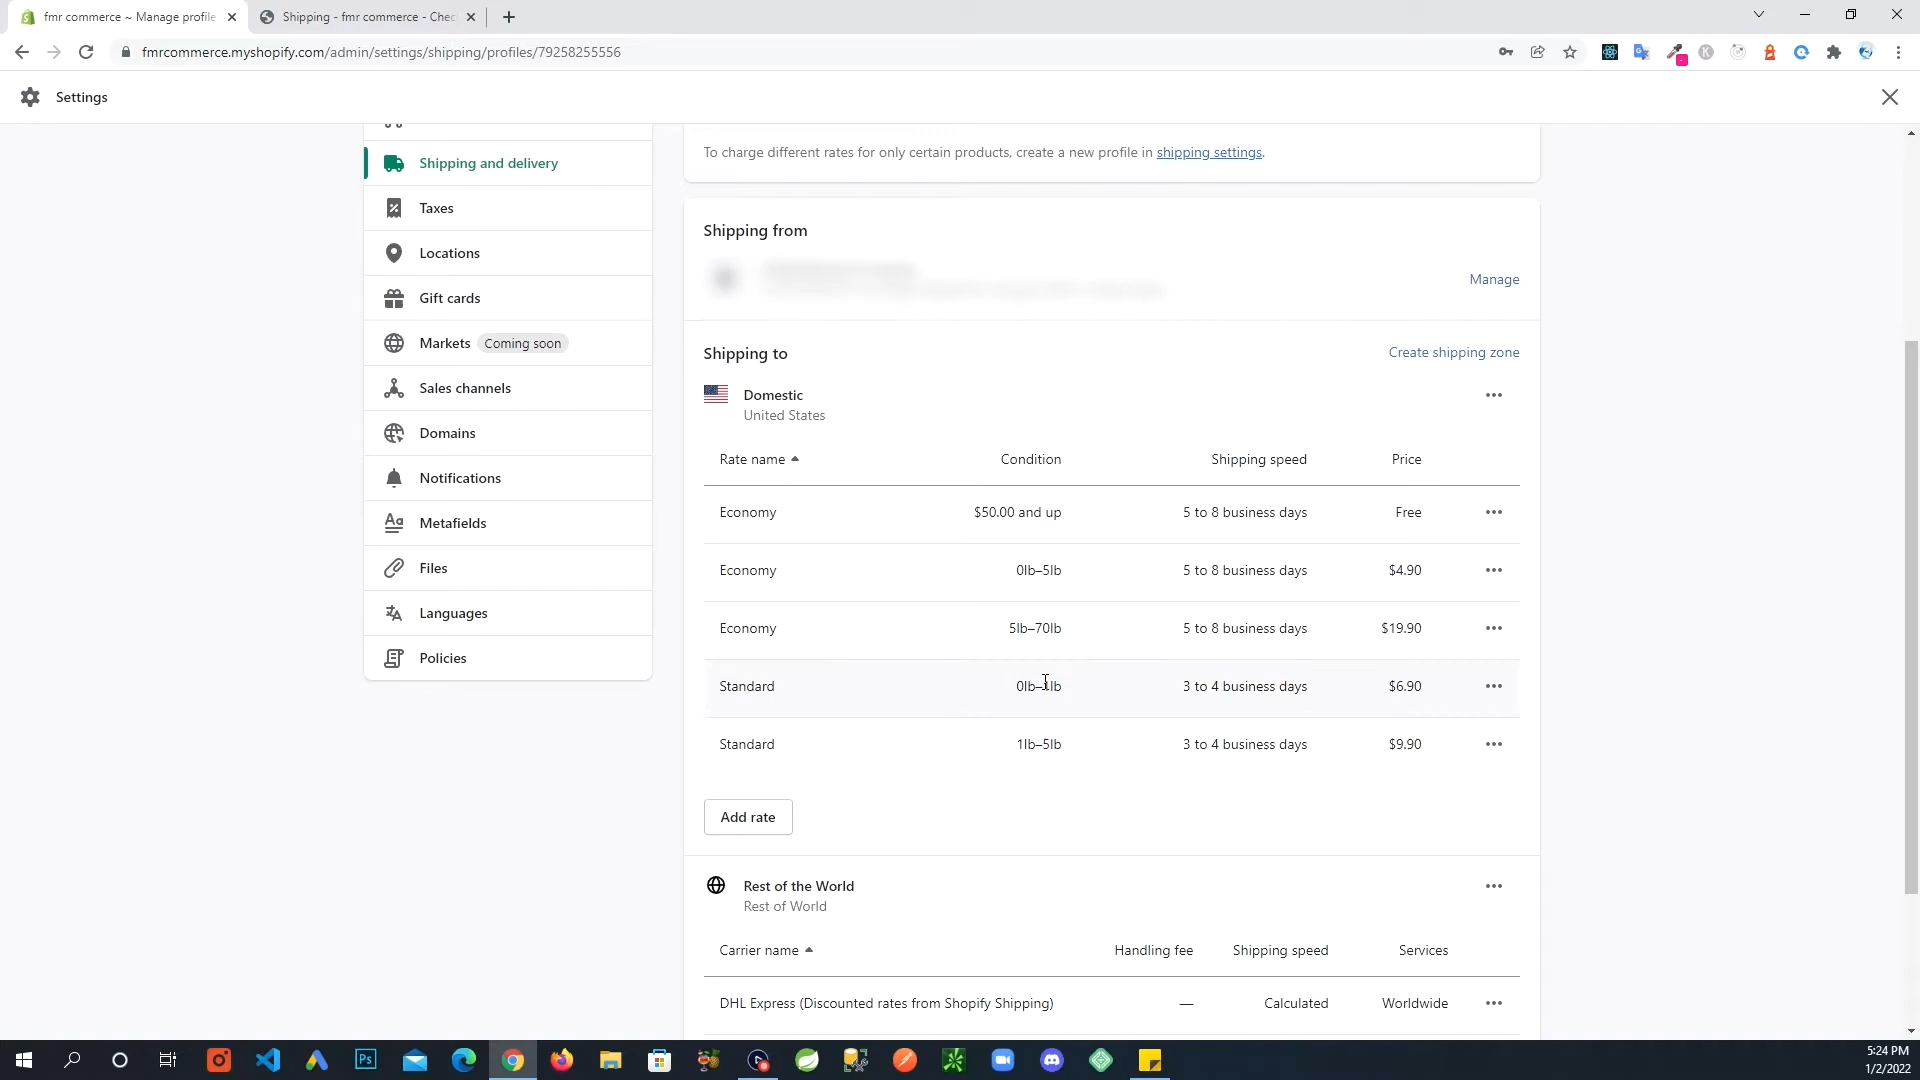 fmr commerce ~ Manage profile
Shipping - fmr commerce - Chec
fmrcommerce.myshopify.com/admin/settings/shipping/profiles/79258255556
Settings
Shipping and delivery
Taxes
Locations
Gift cards
Markets Coming soon
Sales channels
Domains
Notifications
Metafields
Files
Languages
Policies
To charge different rates for only certain products, create a new profile in shipping settings.
Shipping from
Manage
Shipping to
Create shipping zone
Domestic
United States
Rate name Condition Shipping speed Price
Economy $50.00 and up 5 to 8 business days Free
Economy 0lb–5lb 5 to 8 business days $4.90
Economy 5lb–70lb 5 to 8 business days $19.90
Standard 0lb–1lb 3 to 4 business days $6.90
Standard 1lb–5lb 3 to 4 business days $9.90
Add rate
Rest of the World
Rest of World
Carrier name Handling fee Shipping speed Services
DHL Express (Discounted rates from Shopify Shipping) — Calculated Worldwide
5:24 PM
1/2/2022